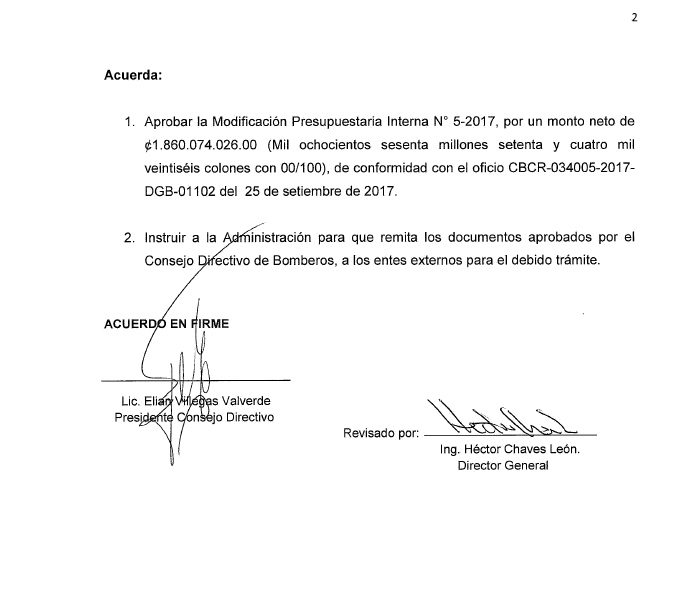 2
Acuerda:
1. Aprobar la Modificación Presupuestaria Interna N° 5-2017, por un monto neto de
¢1.860.074.026.00 (Mil ochocientos sesenta millones setenta y cuatro mil
veintiséis colones con 00/100), de conformidad con el oficio CBCR-034005-2017-
DGB-01102 del 25 de setiembre de 2017.
2. Instruir a la Administración para que remita los documentos aprobados por el
Consejo Directivo de Bomberos, a los entes externos para el debido trámite.
ACUERDO EN FIRME
Lic. Elian Villegas Valverde
Presidente Consejo Directivo
Revisado por:
Ing. Héctor Chaves León.
Director General